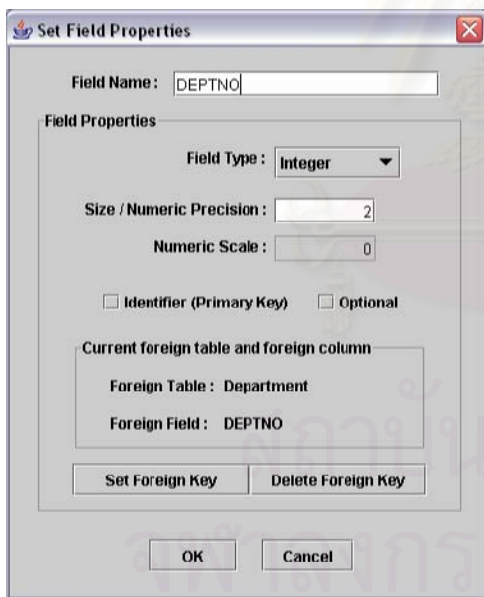 Set Field Properties
Field Name : DEPTNO
Field Properties
Field Type : Integer
Size / Numeric Precision : 2
Numeric Scale : 0
Identifier (Primary Key) Optional
Current foreign table and foreign column
Foreign Table : Department
Foreign Field : DEPTNO
Set Foreign Key Delete Foreign Key
OK Cancel